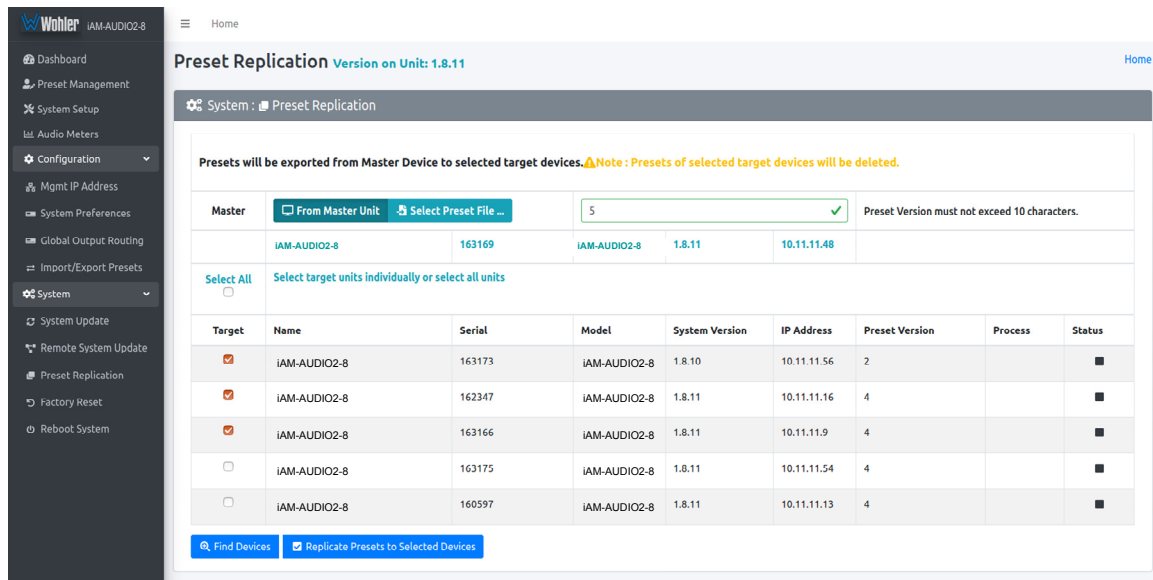 Wohler iAM-AUDIO2-8
Home
Dashboard
Preset Management
System Setup
Audio Meters
Configuration
Mgmt IP Address
System Preferences
Global Output Routing
Import/Export Presets
System
System Update
Remote System Update
Preset Replication
Factory Reset
Reboot System
Preset Replication Version on Unit: 1.8.11
Home
System : Preset Replication
Presets will be exported from Master Device to selected target devices. Note : Presets of selected target devices will be deleted.
Master From Master Unit Select Preset File ... 5 Preset Version must not exceed 10 characters.
iAM-AUDIO2-8 163169 iAM-AUDIO2-8 1.8.11 10.11.11.48
Select All Select target units individually or select all units
Target Name Serial Model System Version IP Address Preset Version Process Status
iAM-AUDIO2-8 163173 iAM-AUDIO2-8 1.8.10 10.11.11.56 2
iAM-AUDIO2-8 162347 iAM-AUDIO2-8 1.8.11 10.11.11.16 4
iAM-AUDIO2-8 163166 iAM-AUDIO2-8 1.8.11 10.11.11.9 4
iAM-AUDIO2-8 163175 iAM-AUDIO2-8 1.8.11 10.11.11.54 4
iAM-AUDIO2-8 160597 iAM-AUDIO2-8 1.8.11 10.11.11.13 4
Find Devices Replicate Presets to Selected Devices